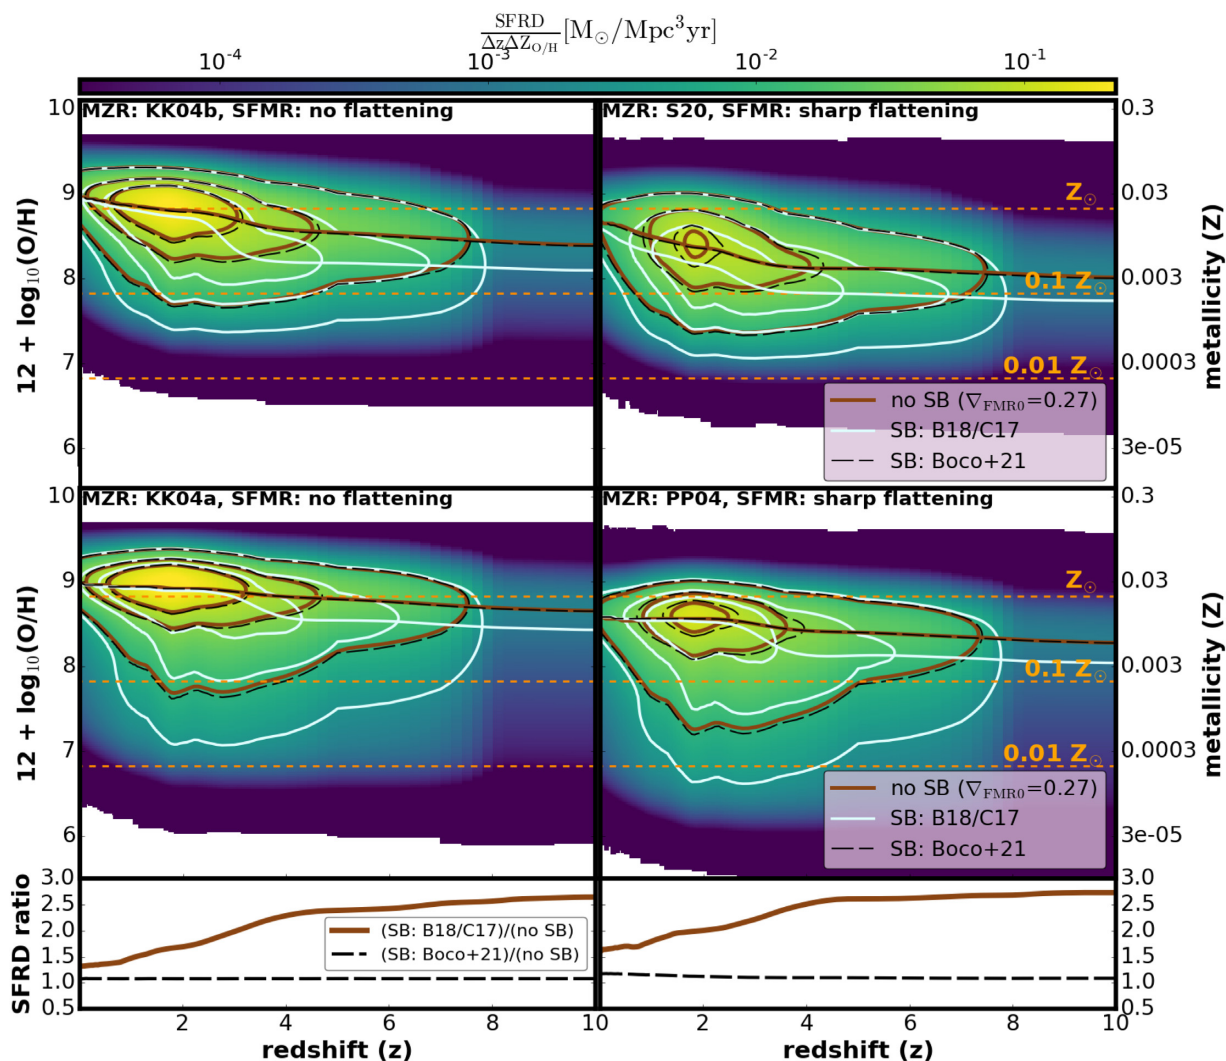 SFRD
ΔzΔZ_O/H [M☉/Mpc³yr]
10⁻⁴ 10⁻³ 10⁻² 10⁻¹
MZR: KK04b, SFMR: no flattening
MZR: S20, SFMR: sharp flattening
10
9
8
7
6
12 + log₁₀(O/H)
Z☉
0.1 Z☉
0.01 Z☉
no SB (∇FMR0=0.27)
SB: B18/C17
SB: Boco+21
0.3
0.03
0.003
0.0003
3e-05
metallicity (Z)
MZR: KK04a, SFMR: no flattening
MZR: PP04, SFMR: sharp flattening
10
9
8
7
6
12 + log₁₀(O/H)
Z☉
0.1 Z☉
0.01 Z☉
no SB (∇FMR0=0.27)
SB: B18/C17
SB: Boco+21
0.3
0.03
0.003
0.0003
3e-05
metallicity (Z)
3.0
2.5
2.0
1.5
1.0
0.5
SFRD ratio
(SB: B18/C17)/(no SB)
(SB: Boco+21)/(no SB)
3.0
2.5
2.0
1.5
1.0
0.5
2 4 6 8 10
2 4 6 8 10
redshift (z)
redshift (z)